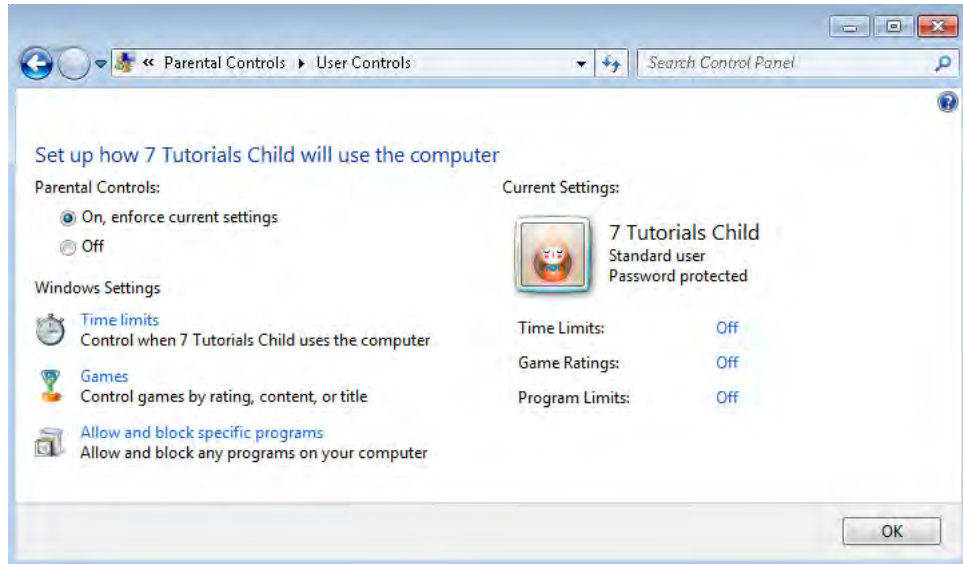 « Parental Controls ▸ User Controls
Search Control Panel
Set up how 7 Tutorials Child will use the computer
Parental Controls:
On, enforce current settings
Off
Windows Settings
Time limits
Control when 7 Tutorials Child uses the computer
Games
Control games by rating, content, or title
Allow and block specific programs
Allow and block any programs on your computer
Current Settings:
7 Tutorials Child
Standard user
Password protected
Time Limits: Off
Game Ratings: Off
Program Limits: Off
OK